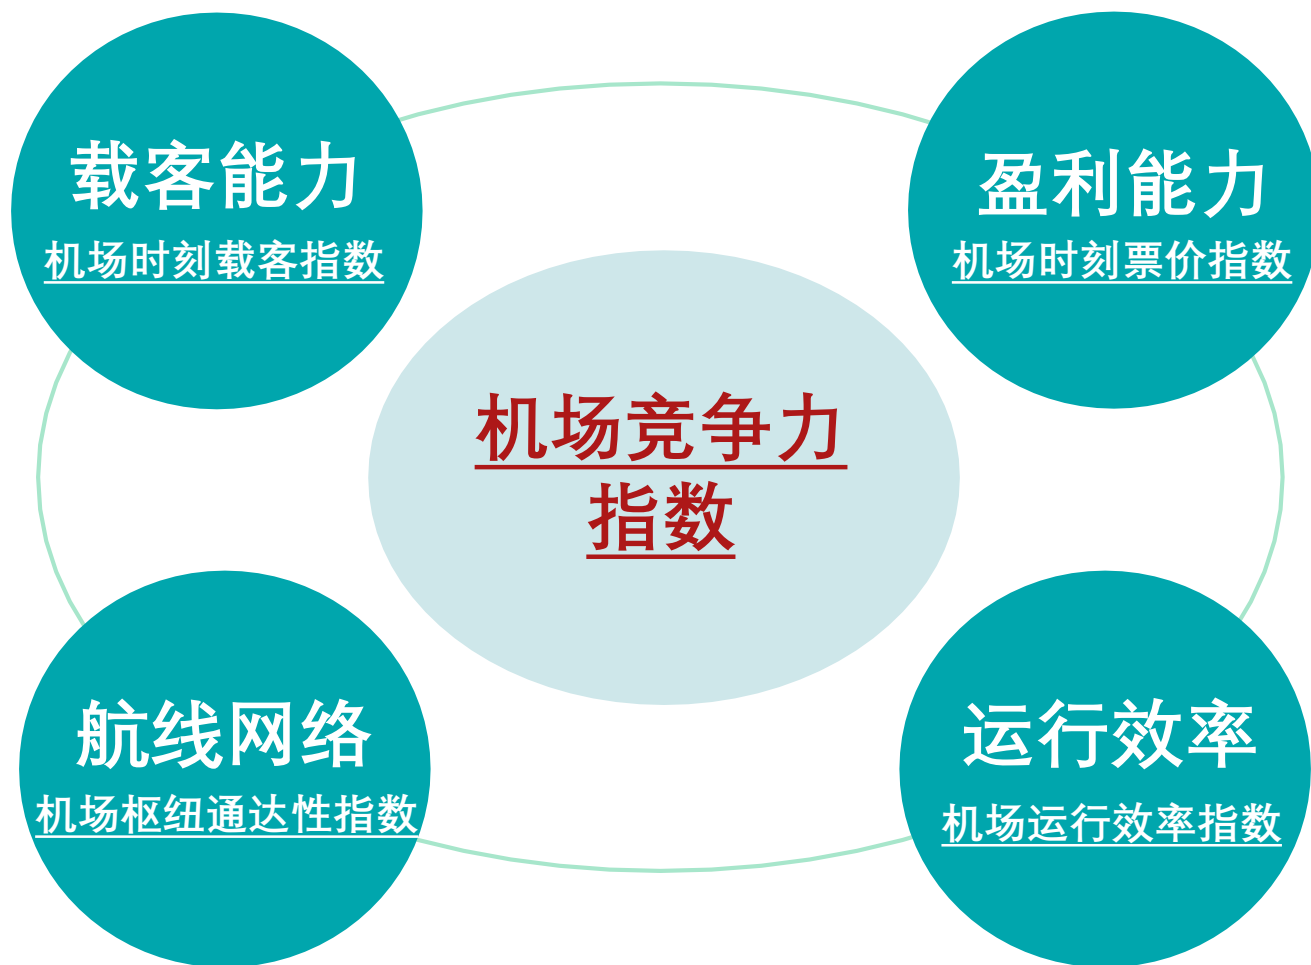 载客能力
机场时刻载客指数
盈利能力
机场时刻票价指数
机场竞争力
指数
航线网络
机场枢纽通达性指数
运行效率
机场运行效率指数